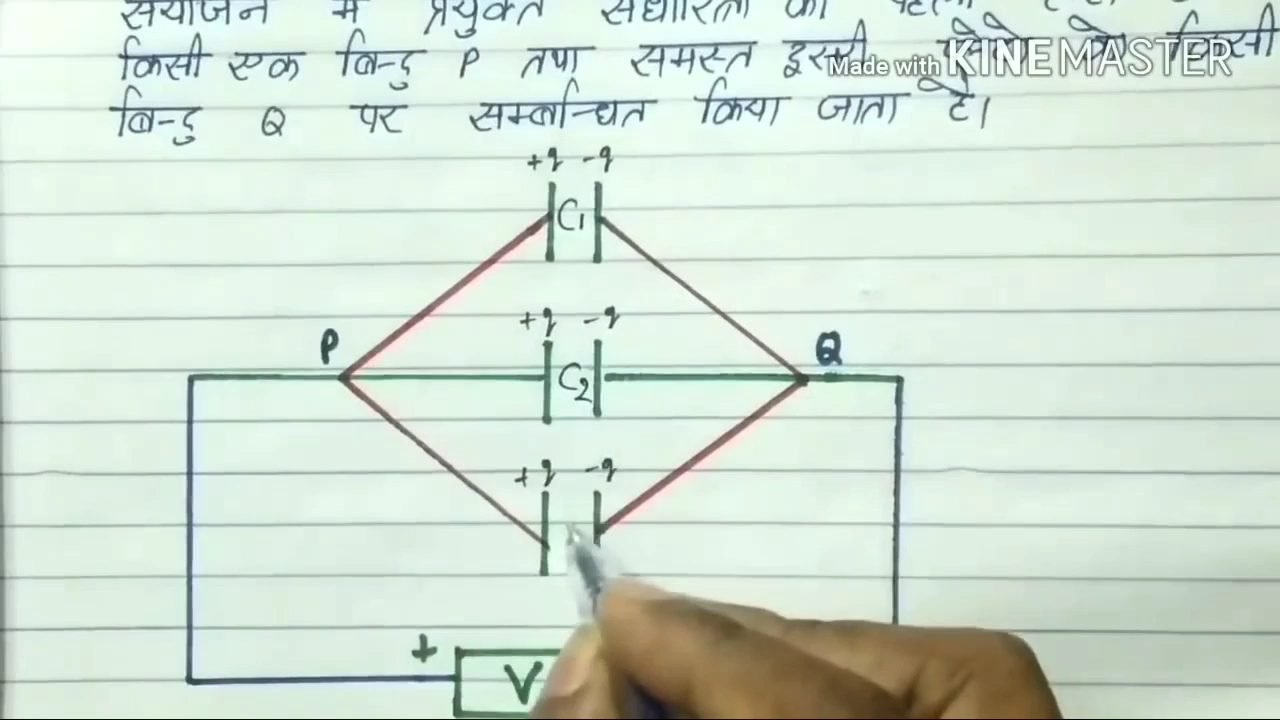 संयोजन में प्रयुक्त संधारित्रों की पहली
किसी एक बिन्दु P तथा समस्त दूसरी प्लेटों को किसी
Made with KINEMASTER
बिन्दु Q पर सम्बन्धित किया जाता है।
+q -q
C1
+q -q
P C2 Q
+q -q
+ V